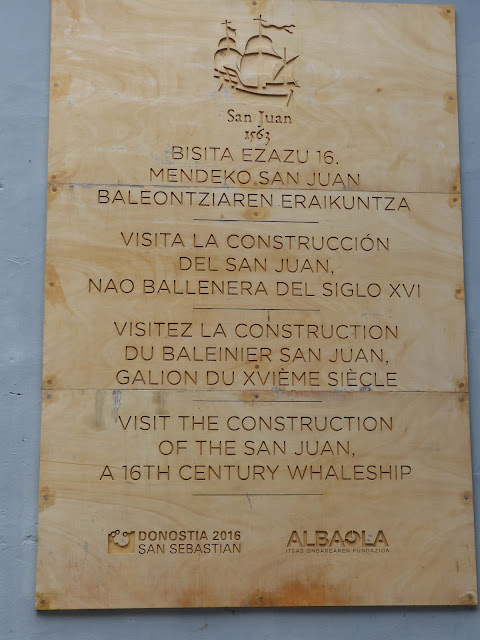 San Juan
1563
BISITA EZAZU 16.
MENDEKO SAN JUAN
BALEONTZIAREN ERAIKUNTZA
VISITA LA CONSTRUCCIÓN
DEL SAN JUAN,
NAO BALLENERA DEL SIGLO XVI
VISITEZ LA CONSTRUCTION
DU BALEINIER SAN JUAN,
GALION DU XVIÈME SIÈCLE
VISIT THE CONSTRUCTION
OF THE SAN JUAN,
A 16TH CENTURY WHALESHIP
DONOSTIA 2016
SAN SEBASTIAN
ALBAOLA
ITSAS ONDAREAREN FUNDAZIOA